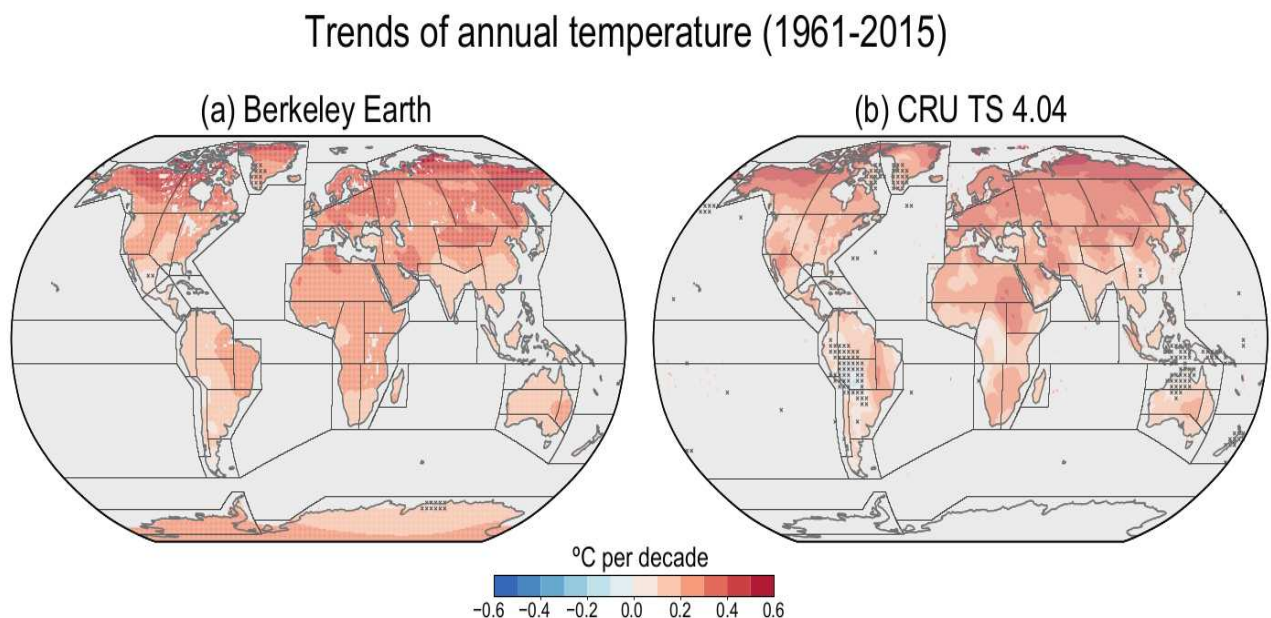 Trends of annual temperature (1961-2015)
(a) Berkeley Earth
(b) CRU TS 4.04
ºC per decade
−0.6 −0.4 −0.2 0.0 0.2 0.4 0.6